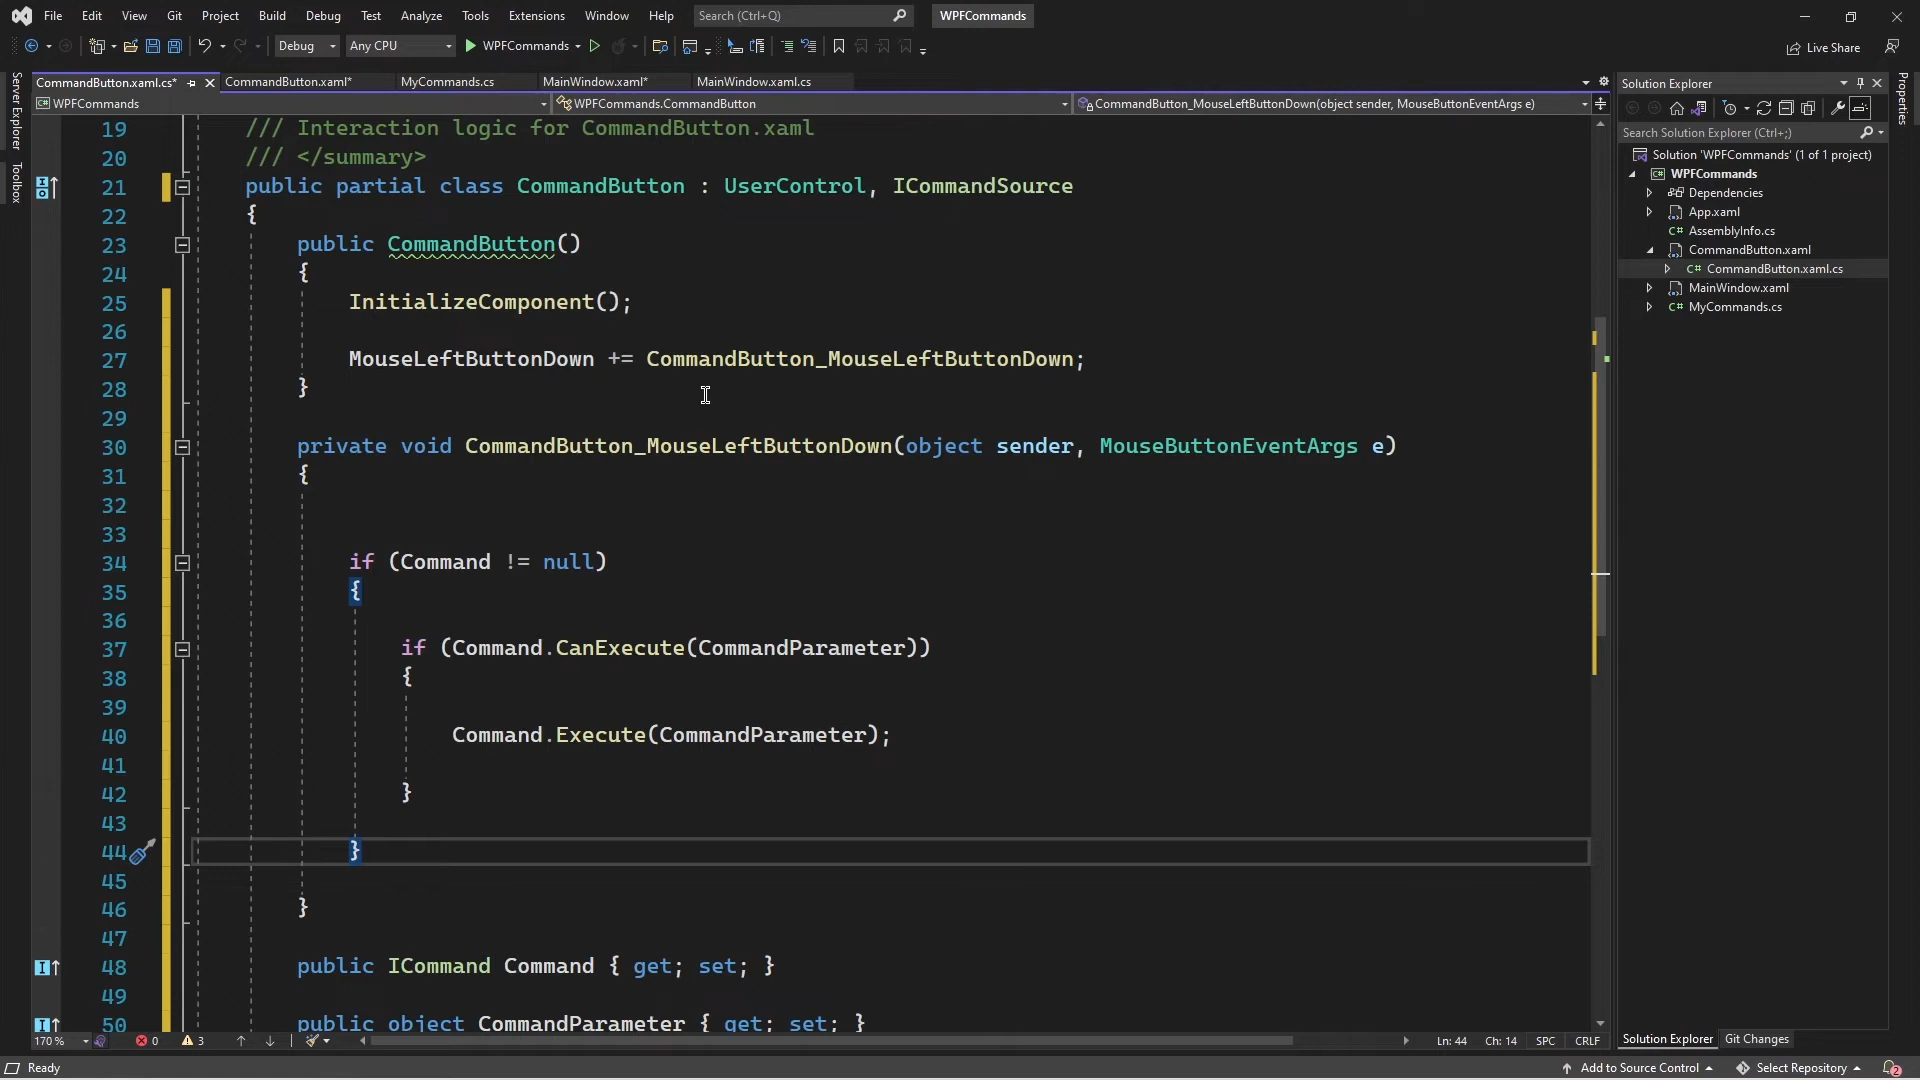 File Edit View Git Project Build Debug Test Analyze Tools Extensions Window Help Search (Ctrl+Q) WPFCommands
Debug Any CPU WPFCommands Live Share
CommandButton.xaml.cs* CommandButton.xaml* MyCommands.cs MainWindow.xaml* MainWindow.xaml.cs
WPFCommands WPFCommands.CommandButton CommandButton_MouseLeftButtonDown(object sender, MouseButtonEventArgs e)
Server Explorer
Toolbox
19 /// Interaction logic for CommandButton.xaml
20 /// </summary>
21 public partial class CommandButton : UserControl, ICommandSource
22 {
23 public CommandButton()
24 {
25 InitializeComponent();
26
27 MouseLeftButtonDown += CommandButton_MouseLeftButtonDown;
28 }
29
30 private void CommandButton_MouseLeftButtonDown(object sender, MouseButtonEventArgs e)
31 {
32
33
34 if (Command != null)
35 {
36
37 if (Command.CanExecute(CommandParameter))
38 {
39
40 Command.Execute(CommandParameter);
41
42 }
43
44 }
45
46 }
47
48 public ICommand Command { get; set; }
49
50 public object CommandParameter { get; set; }
170 % 0 3 Ln: 44 Ch: 14 SPC CRLF
Solution Explorer
Search Solution Explorer (Ctrl+;)
Solution 'WPFCommands' (1 of 1 project)
WPFCommands
Dependencies
App.xaml
C# AssemblyInfo.cs
CommandButton.xaml
C# CommandButton.xaml.cs
MainWindow.xaml
C# MyCommands.cs
Solution Explorer Git Changes
Properties
Ready Add to Source Control Select Repository 2